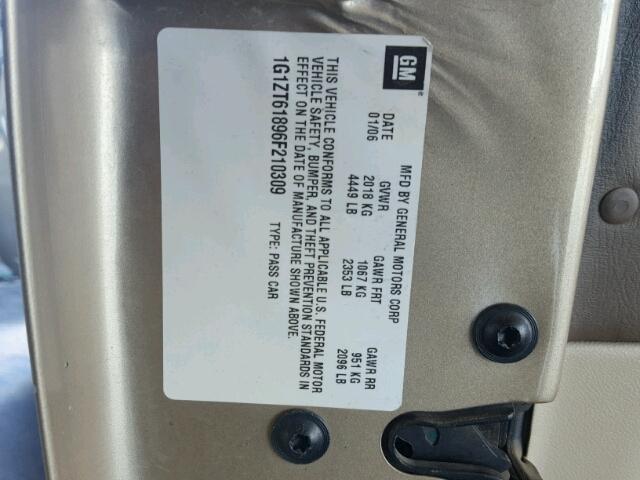 GM
MFD BY GENERAL MOTORS CORP
DATE GVWR GAWR FRT GAWR RR
01/06 2018 KG 1067 KG 951 KG
4449 LB 2353 LB 2096 LB
THIS VEHICLE CONFORMS TO ALL APPLICABLE U.S. FEDERAL MOTOR
VEHICLE SAFETY, BUMPER, AND THEFT PREVENTION STANDARDS IN
EFFECT ON THE DATE OF MANUFACTURE SHOWN ABOVE.
1G1ZT61896F210309 TYPE: PASS CAR